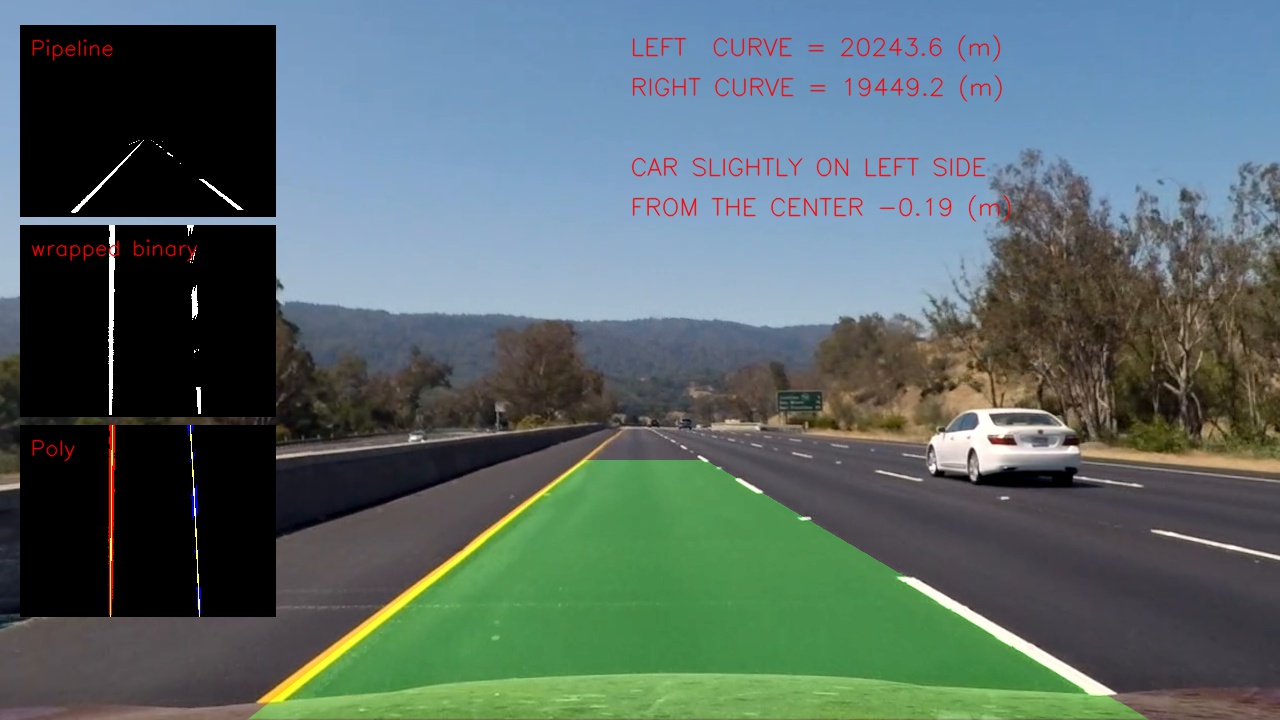 Pipeline
LEFT CURVE = 20243.6 (m)
RIGHT CURVE = 19449.2 (m)
CAR SLIGHTLY ON LEFT SIDE
FROM THE CENTER -0.19 (m)
wrapped binary
Poly